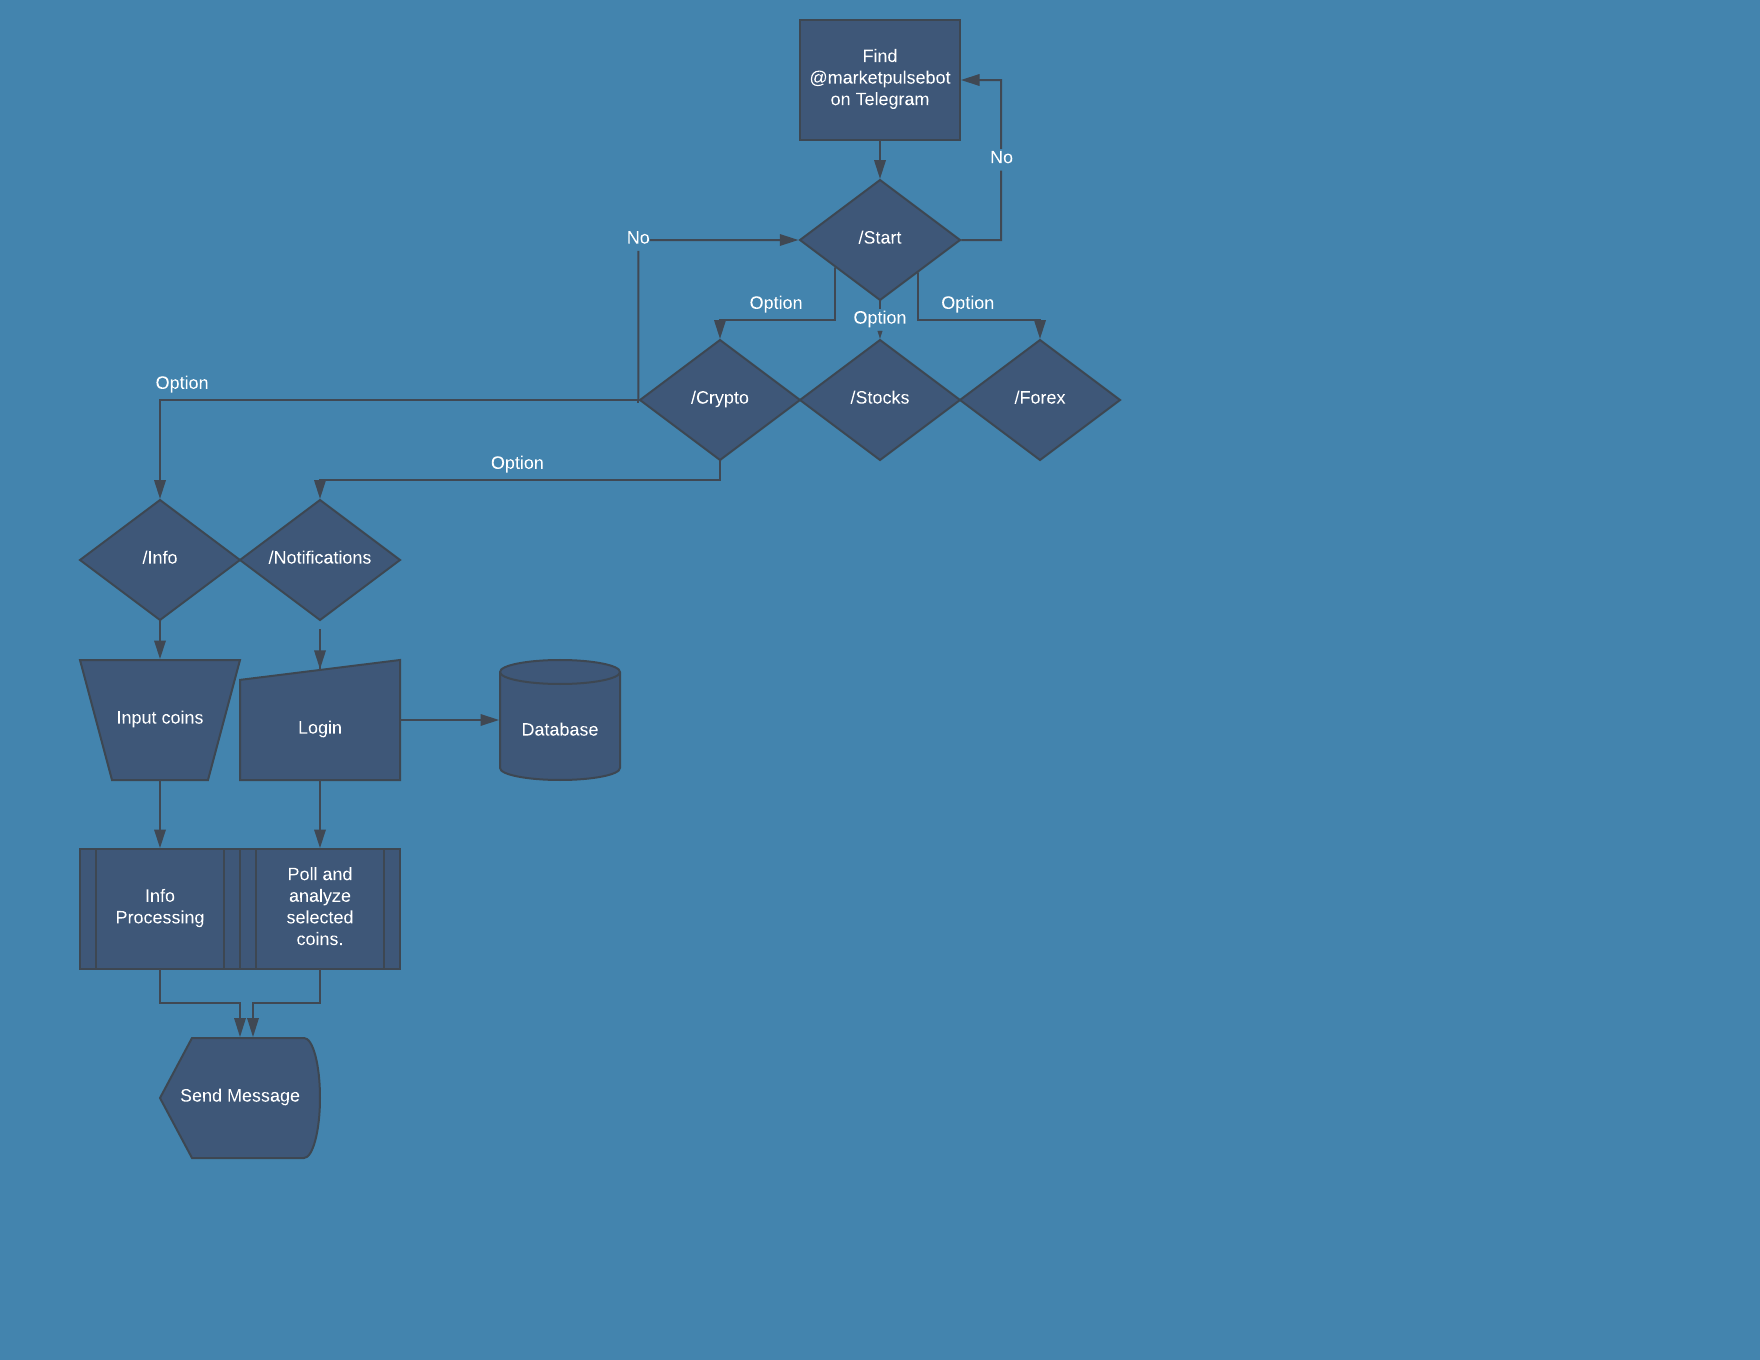 Find
@marketpulsebot
on Telegram
No
/Start
No
Option
Option
Option
/Crypto
/Stocks
/Forex
Option
Option
/Info
/Notifications
Input coins
Login
Database
Info
Processing
Poll and
analyze
selected
coins.
Send Message